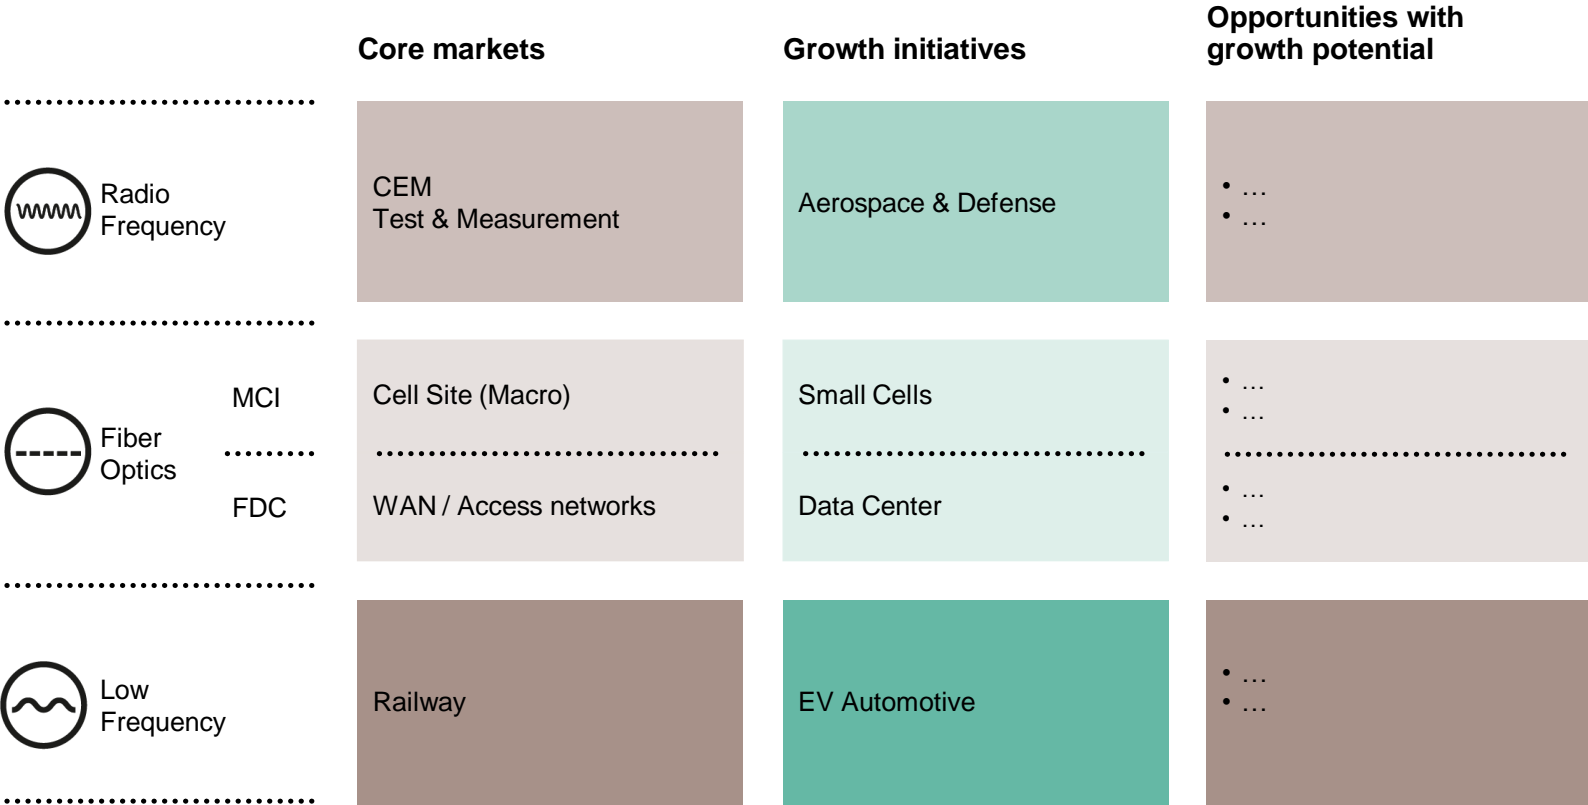 Core markets
Growth initiatives
Opportunities with
growth potential
Radio
Frequency
CEM
Test & Measurement
Aerospace & Defense
• …
• …
Fiber
Optics
MCI
Cell Site (Macro)
Small Cells
• …
• …
FDC
WAN / Access networks
Data Center
• …
• …
Low
Frequency
Railway
EV Automotive
• …
• …